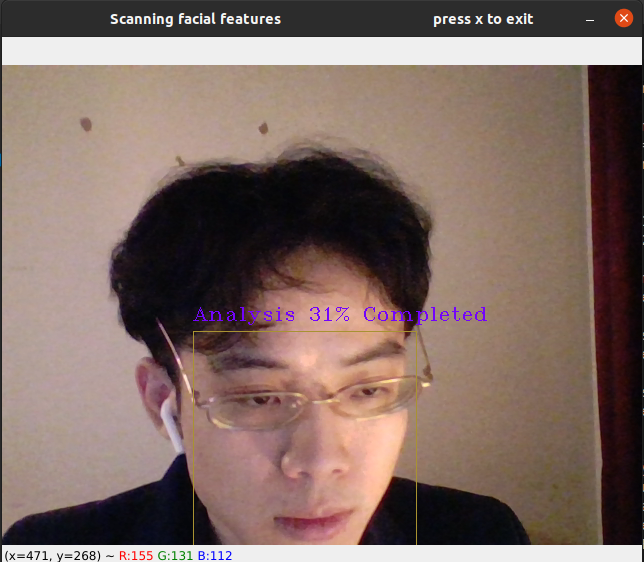 Scanning facial features press x to exit
Analysis 31% Completed
(x=471, y=268) ~ R:155 G:131 B:112